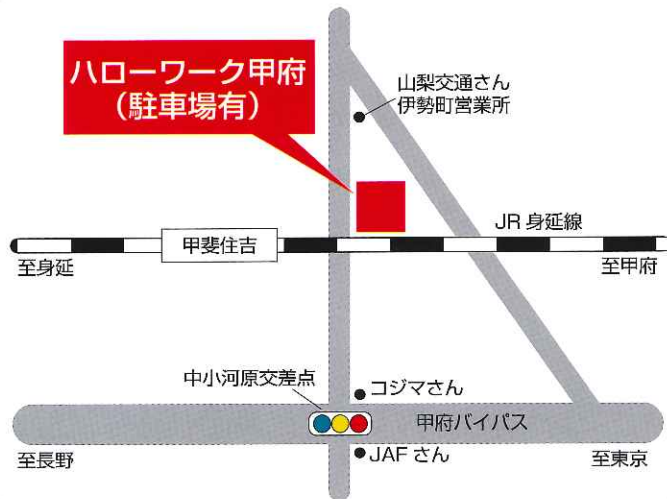 ハローワーク甲府
（駐車場有）
山梨交通さん
伊勢町営業所
JR 身延線
甲斐住吉
至身延
至甲府
中小河原交差点
コジマさん
甲府バイパス
至長野
JAF さん
至東京